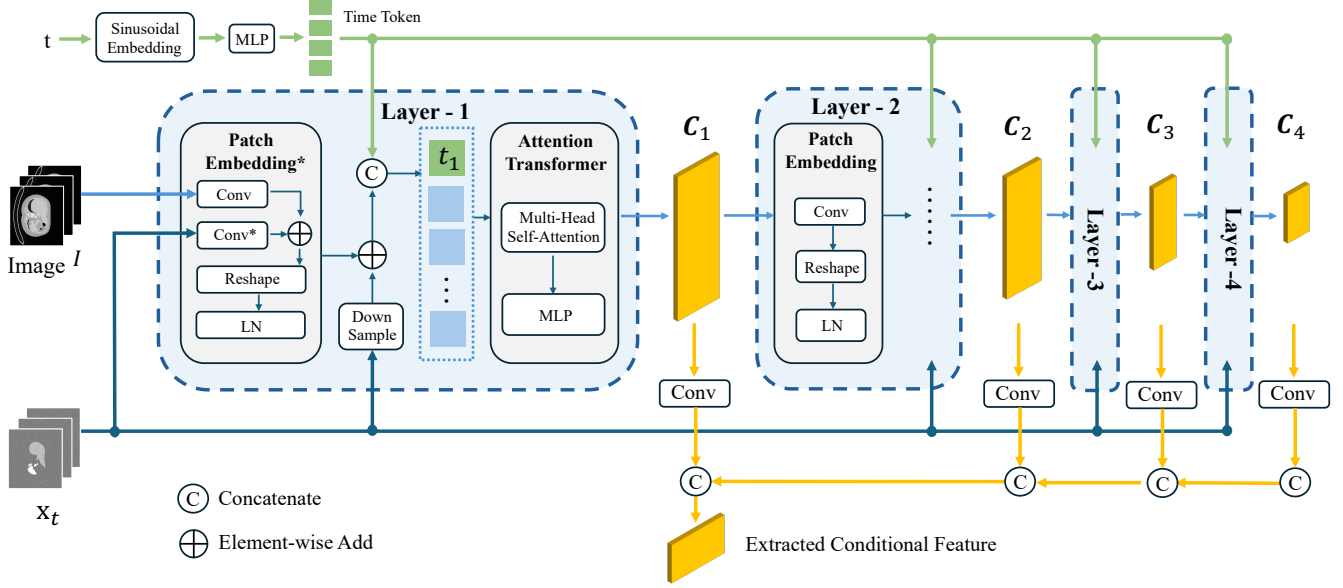 t
Sinusoidal
Embedding
MLP
Time Token
Layer - 1
Patch
Embedding*
Conv
Conv*
Reshape
LN
C
Down
Sample
t₁
Attention
Transformer
Multi-Head
Self-Attention
MLP
C₁
Layer - 2
Patch
Embedding
Conv
Reshape
LN
C₂
Layer -3
C₃
Layer -4
C₄
Image I
Conv
Conv
Conv
Conv
C
C
C
C
xₜ
C Concatenate
Element-wise Add
Extracted Conditional Feature